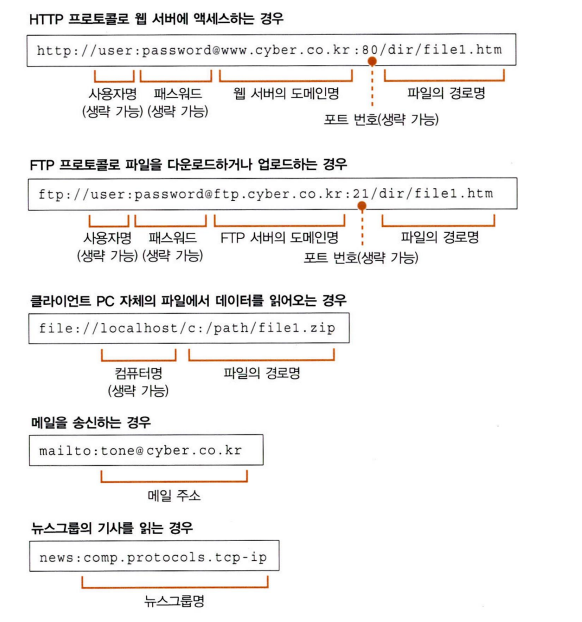 HTTP 프로토콜로 웹 서버에 액세스하는 경우
http://user:password@www.cyber.co.kr:80/dir/file1.htm
사용자명 패스워드 웹 서버의 도메인명 파일의 경로명
(생략 가능) (생략 가능)
포트 번호(생략 가능)
FTP 프로토콜로 파일을 다운로드하거나 업로드하는 경우
ftp://user:password@ftp.cyber.co.kr:21/dir/file1.htm
사용자명 패스워드 FTP 서버의 도메인명 파일의 경로명
(생략 가능) (생략 가능)
포트 번호(생략 가능)
클라이언트 PC 자체의 파일에서 데이터를 읽어오는 경우
file://localhost/c:/path/file1.zip
컴퓨터명 파일의 경로명
(생략 가능)
메일을 송신하는 경우
mailto:tone@cyber.co.kr
메일 주소
뉴스그룹의 기사를 읽는 경우
news:comp.protocols.tcp-ip
뉴스그룹명